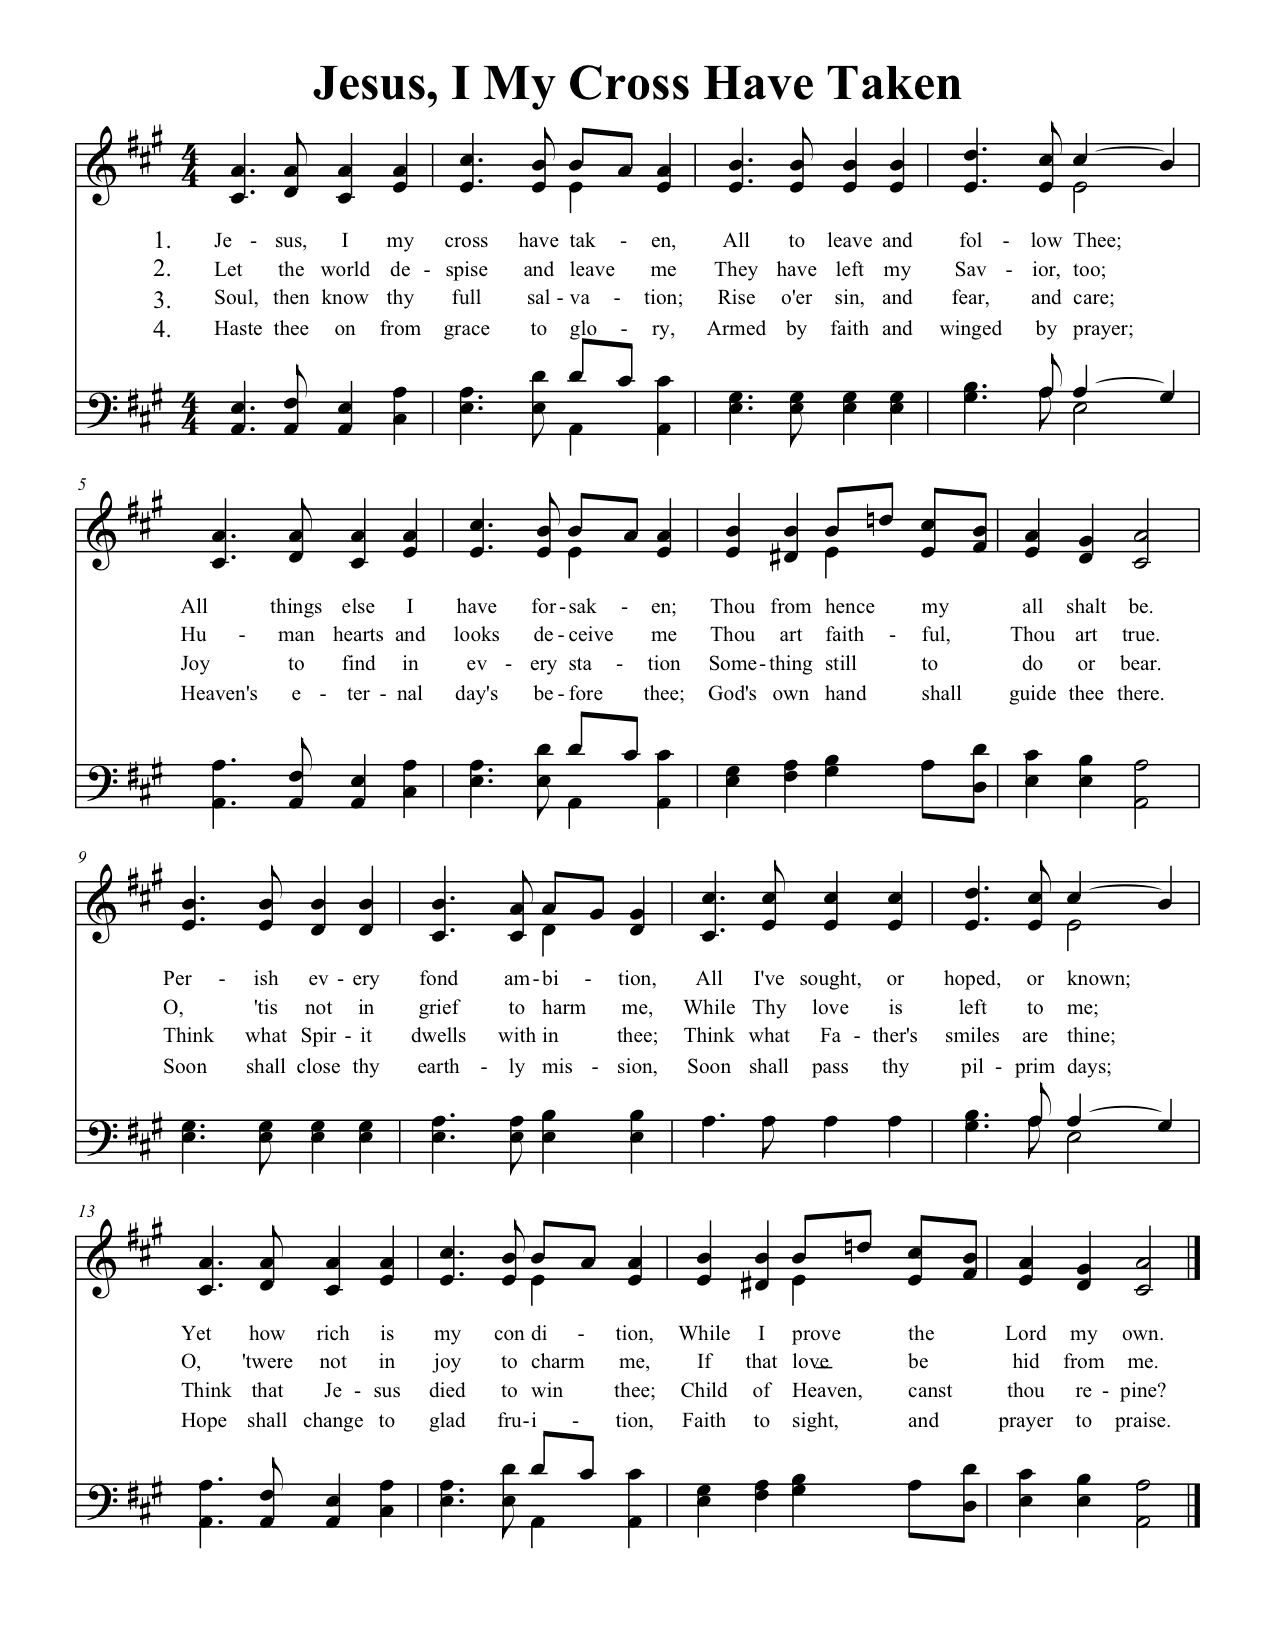 Jesus, I My Cross Have Taken
4 4
1. Je - sus, I my cross have tak - en, All to leave and fol - low Thee;
2. Let the world de - spise and leave me They have left my Sav - ior, too;
3. Soul, then know thy full sal - va - tion; Rise o'er sin, and fear, and care;
4. Haste thee on from grace to glo - ry, Armed by faith and winged by prayer;
4 4
5
All things else I have for - sak - en; Thou from hence my all shalt be.
Hu - man hearts and looks de - ceive me Thou art faith - ful, Thou art true.
Joy to find in ev - ery sta - tion Some - thing still to do or bear.
Heaven's e - ter - nal day's be - fore thee; God's own hand shall guide thee there.
9
Per - ish ev - ery fond am - bi - tion, All I've sought, or hoped, or known;
O, 'tis not in grief to harm me, While Thy love is left to me;
Think what Spir - it dwells with in thee; Think what Fa - ther's smiles are thine;
Soon shall close thy earth - ly mis - sion, Soon shall pass thy pil - prim days;
13
Yet how rich is my con di - tion, While I prove the Lord my own.
O, 'twere not in joy to charm me, If that love be hid from me.
Think that Je - sus died to win thee; Child of Heaven, canst thou re - pine?
Hope shall change to glad fru - i - tion, Faith to sight, and prayer to praise.